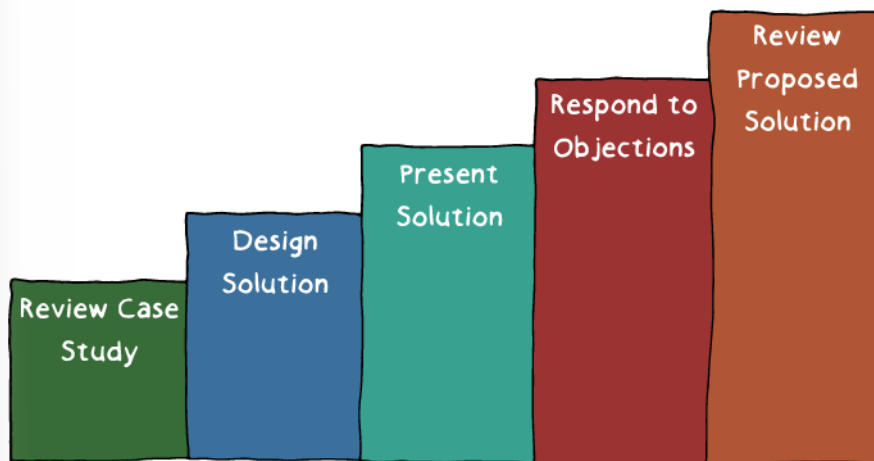 Review Case
Study
Design
Solution
Present
Solution
Respond to
Objections
Review
Proposed
Solution